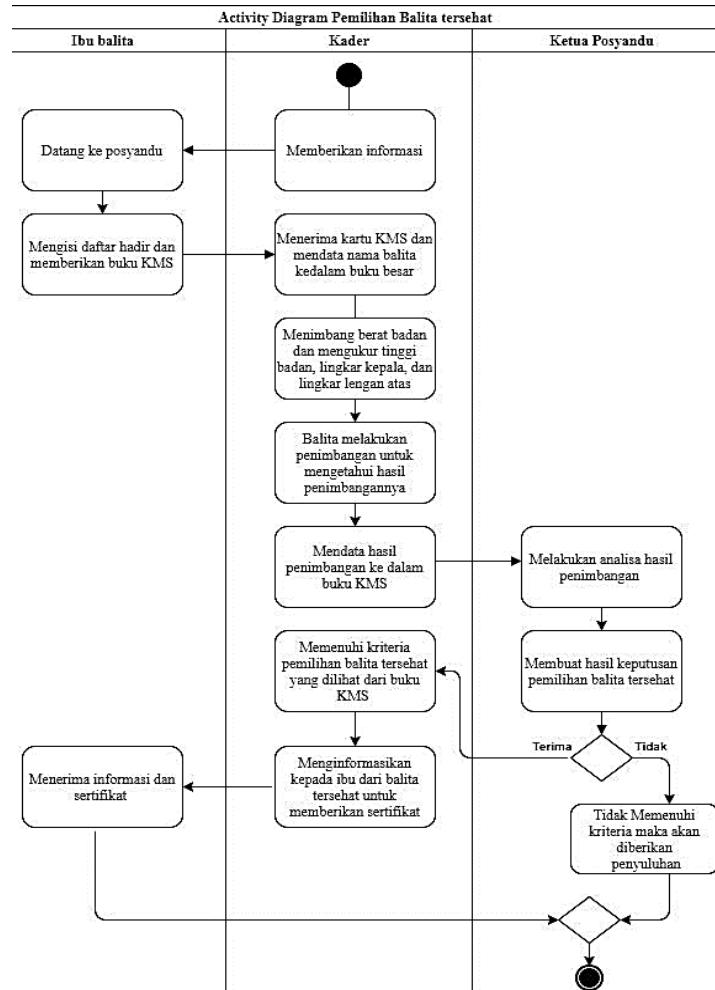 Activity Diagram Pemilihan Balita tersehat
Ibu balita
Kader
Ketua Posyandu
Datang ke posyandu
Memberikan informasi
Mengisi daftar hadir dan
memberikan buku KMS
Menerima kartu KMS dan
mendata nama balita
kedalam buku besar
Menimbang berat badan
dan mengukur tinggi
badan, lingkar kepala, dan
lingkar lengan atas
Balita melakukan
penimbangan untuk
mengetahui hasil
penimbangannya
Mendata hasil
penimbangan ke dalam
buku KMS
Melakukan analisa hasil
penimbangan
Memenuhi kriteria
pemilihan balita tersehat
yang dilihat dari buku
KMS
Membuat hasil keputusan
pemilihan balita tersehat
Terima
Tidak
Menerima informasi dan
sertifikat
Menginformasikan
kepada ibu dari balita
tersehat untuk
memberikan sertifikat
Tidak Memenuhi
kriteria maka akan
diberikan
penyuluhan